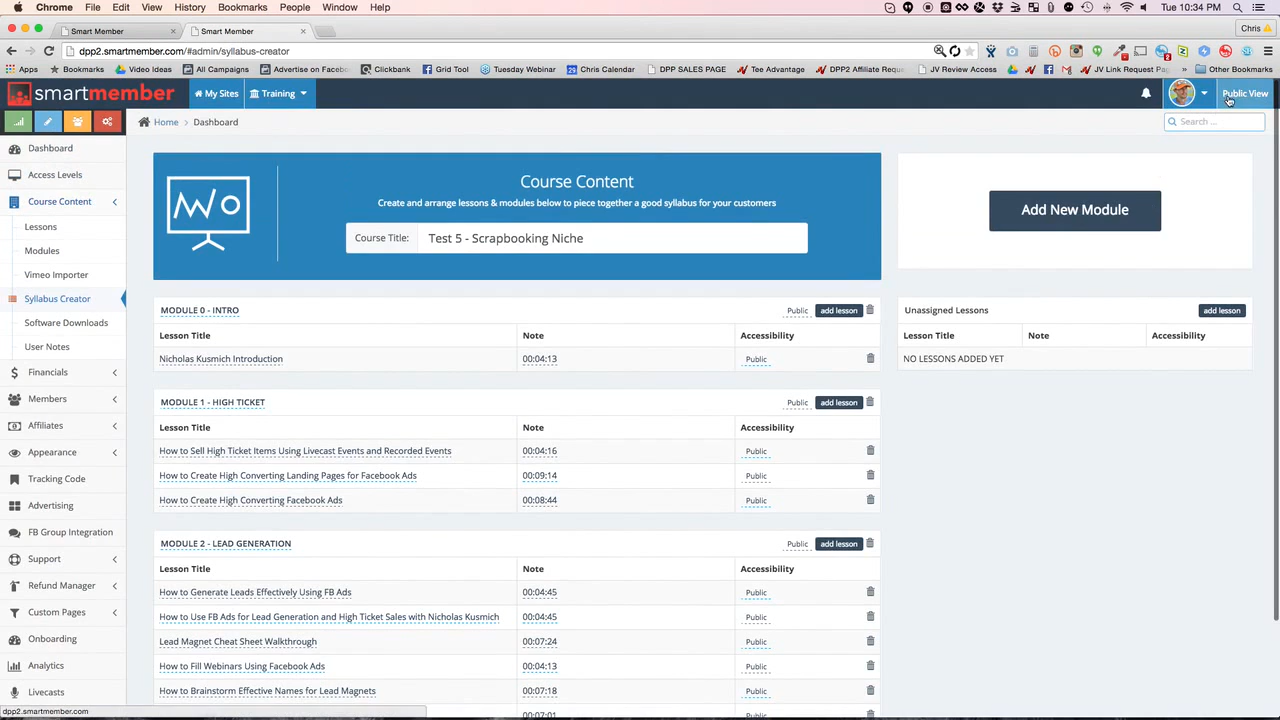 Chrome File Edit View History Bookmarks People Window Help
Tue 10:34 PM
Smart Member
Smart Member
Chris
dpp2.smartmember.com/#admin/syllabus-creator
Apps Bookmarks Video Ideas All Campaigns Advertise on Facebo Clickbank Grid Tool Tuesday Webinar Chris Calendar DPP SALES PAGE Tee Advantage DPP2 Affiliate Reque JV Review Access JV Link Request Pag Other Bookmarks
smartmember My Sites Training Public View
Home > Dashboard
Search ...
Dashboard
Access Levels
Course Content
Lessons
Modules
Vimeo Importer
Syllabus Creator
Software Downloads
User Notes
Financials
Members
Affiliates
Appearance
Tracking Code
Advertising
FB Group Integration
Support
Refund Manager
Custom Pages
Onboarding
Analytics
Livecasts
Course Content
Create and arrange lessons & modules below to piece together a good syllabus for your customers
Course Title: Test 5 - Scrapbooking Niche
Add New Module
MODULE 0 - INTRO Public add lesson
Lesson Title Note Accessibility
Nicholas Kusmich Introduction 00:04:13 Public
MODULE 1 - HIGH TICKET Public add lesson
Lesson Title Note Accessibility
How to Sell High Ticket Items Using Livecast Events and Recorded Events 00:04:16 Public
How to Create High Converting Landing Pages for Facebook Ads 00:09:14 Public
How to Create High Converting Facebook Ads 00:08:44 Public
MODULE 2 - LEAD GENERATION Public add lesson
Lesson Title Note Accessibility
How to Generate Leads Effectively Using FB Ads 00:04:45 Public
How to Use FB Ads for Lead Generation and High Ticket Sales with Nicholas Kusmich 00:04:45 Public
Lead Magnet Cheat Sheet Walkthrough 00:07:24 Public
How to Fill Webinars Using Facebook Ads 00:04:13 Public
How to Brainstorm Effective Names for Lead Magnets 00:07:18 Public
00:07:01 Public
Unassigned Lessons add lesson
Lesson Title Note Accessibility
NO LESSONS ADDED YET
dpp2.smartmember.com